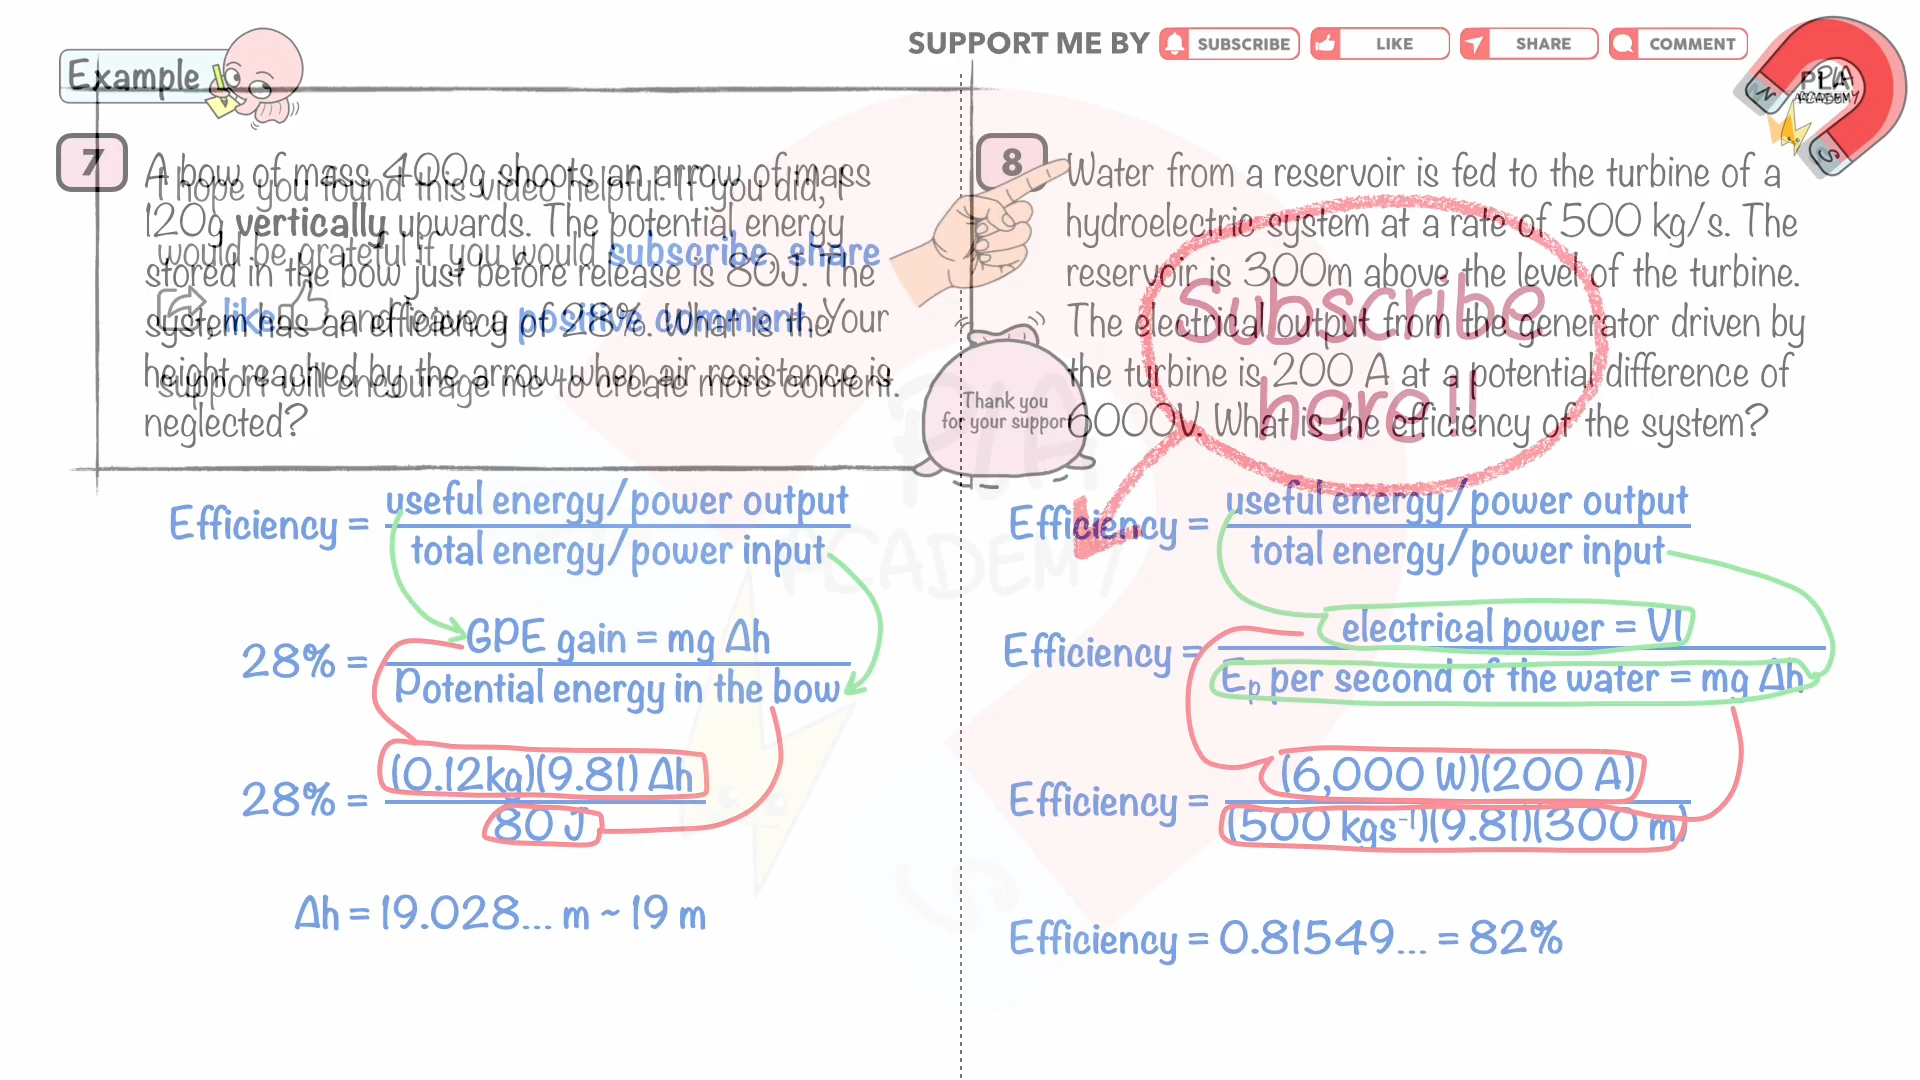 Example
SUPPORT ME BY
SUBSCRIBE
LIKE
SHARE
COMMENT
PLA
ACADEMY
N
S
7
A bow of mass 400g shoots an arrow of mass
120g vertically upwards. The potential energy
stored in the bow just before release is 80J. The
system has an efficiency of 28%. What is the
height reached by the arrow when air resistance is
neglected?
I hope you found this video helpful. If you did, I
would be grateful if you would subscribe, share
, like and leave a positive comment. Your
support will encourage me to create more content.
Thank you
for your support
Efficiency = useful energy/power output
total energy/power input
28% = GPE gain = mg Δh
Potential energy in the bow
28% = (0.12kg)(9.81) Δh
80 J
Δh = 19.028... m ~ 19 m
8
Water from a reservoir is fed to the turbine of a
hydroelectric system at a rate of 500 kg/s. The
reservoir is 300m above the level of the turbine.
The electrical output from the generator driven by
the turbine is 200 A at a potential difference of
6000V. What is the efficiency of the system?
Subscribe
here!!
Efficiency = useful energy/power output
total energy/power input
Efficiency = electrical power = VI
Eₚ per second of the water = mg Δh
Efficiency = (6,000 W)(200 A)
(500 kgs⁻¹)(9.81)(300 m)
Efficiency = 0.81549... = 82%
PLA
ACADEMY
S